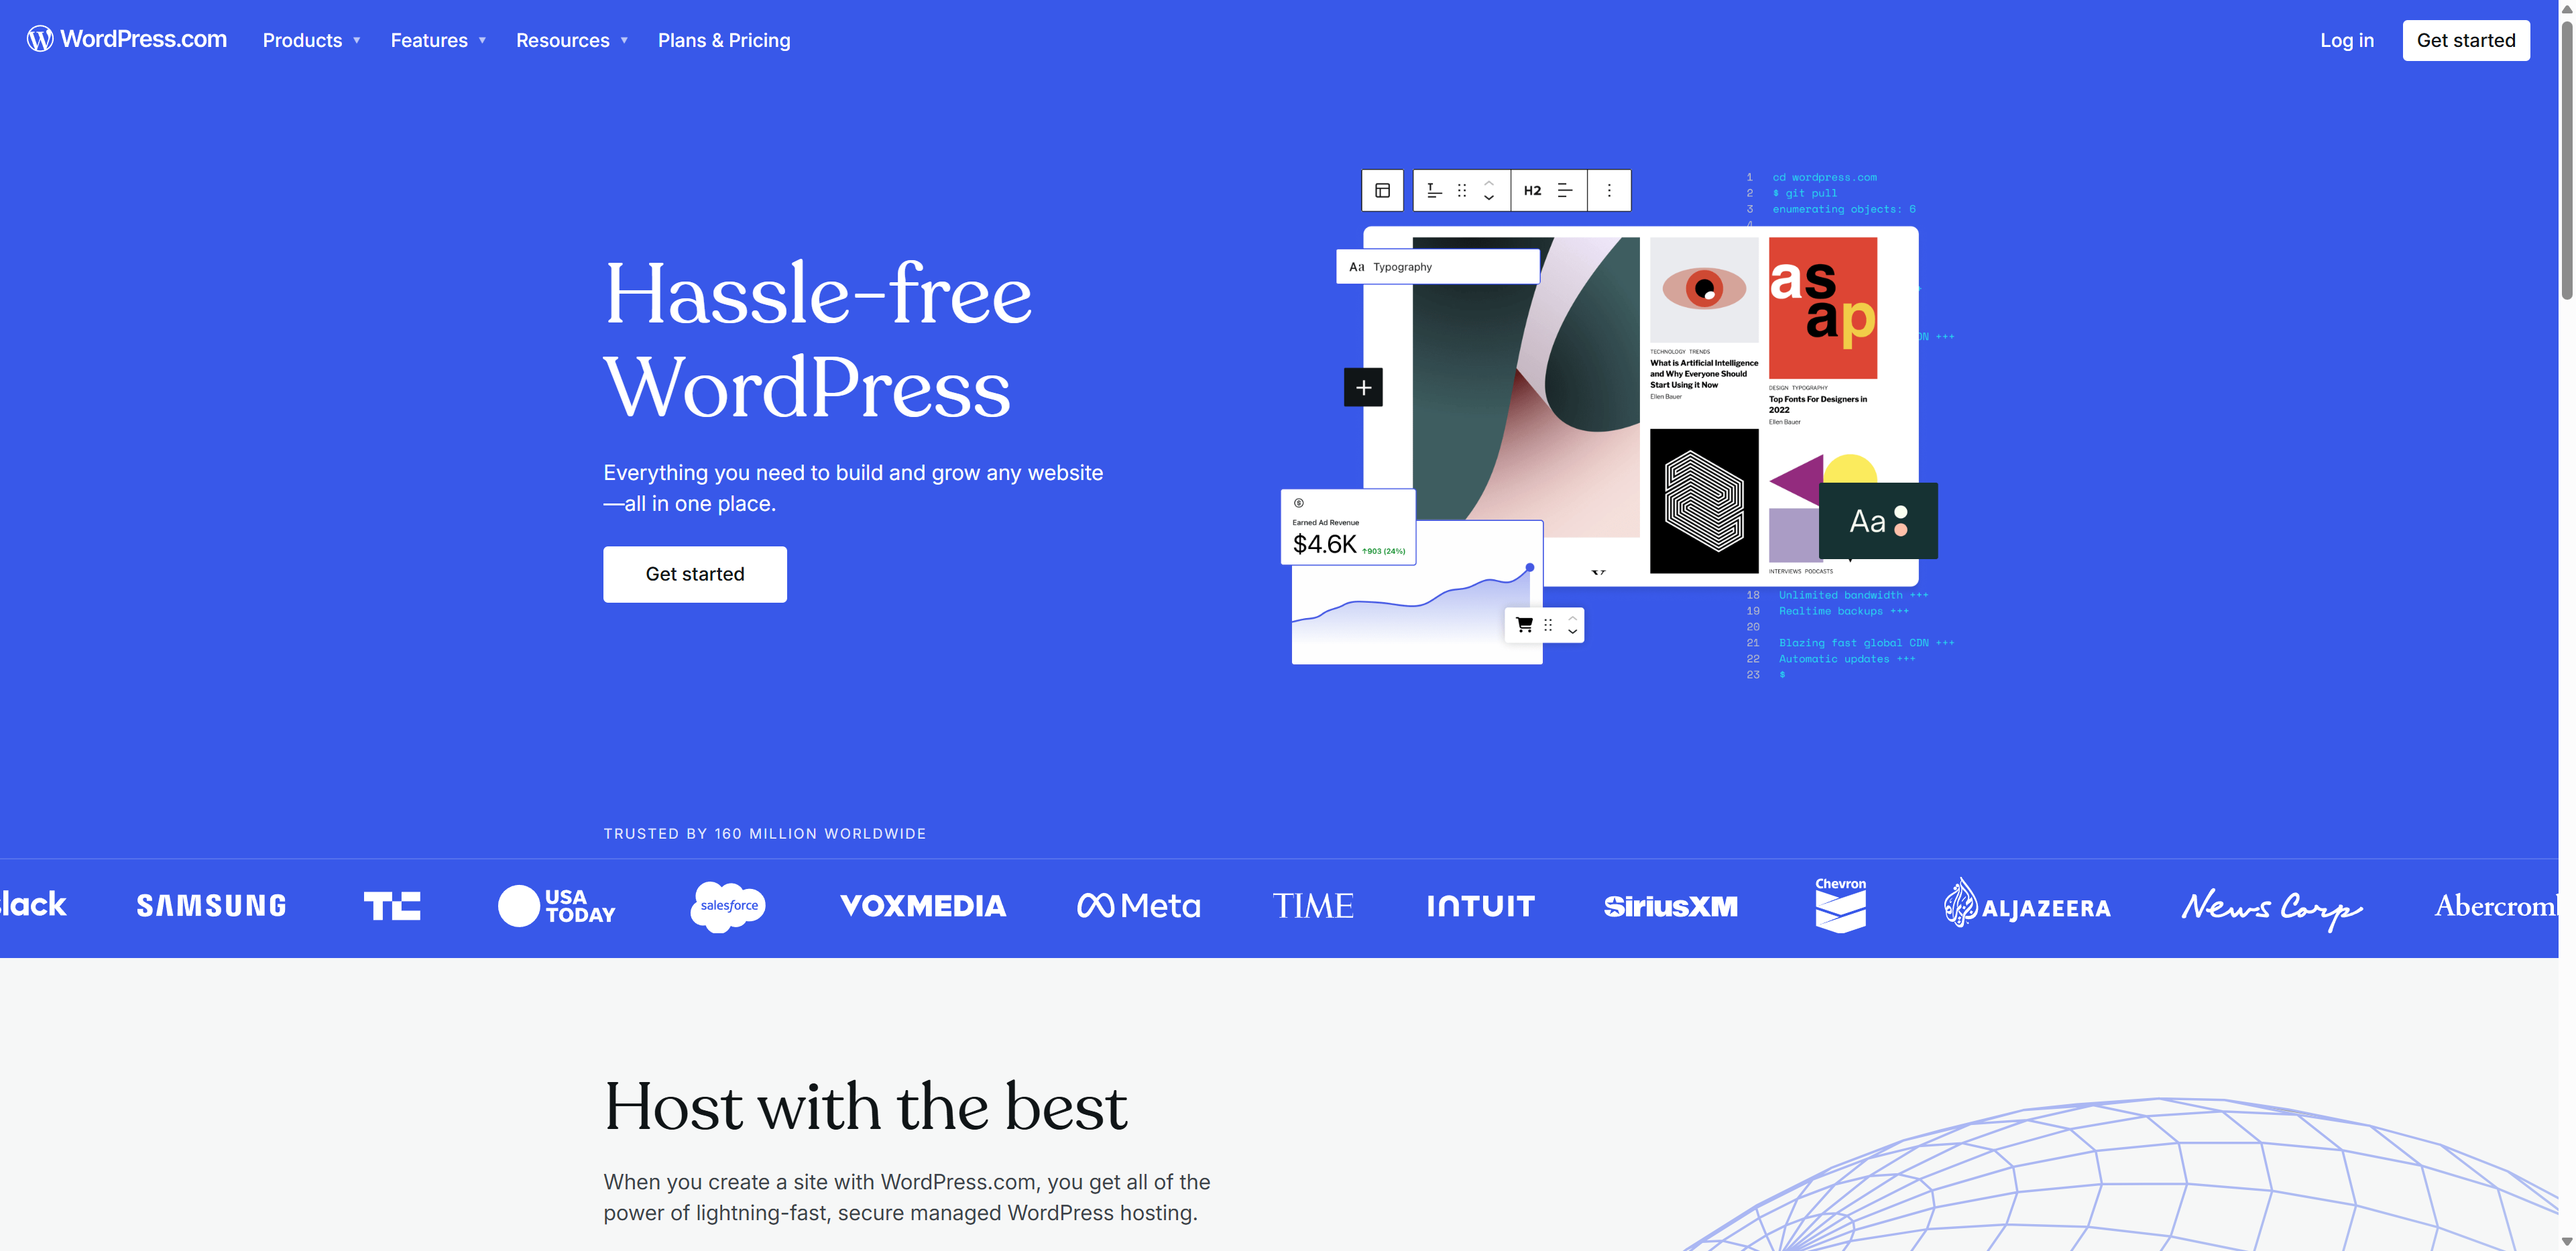 WordPress.com Products Features Resources Plans & Pricing Log in Get started
Hassle-free
WordPress
Everything you need to build and grow any website
—all in one place.
Get started
H2
1 cd wordpress.com
2 $ git pull
3 enumerating objects: 6
4
Aa Typography
as
ap
CDN +++
TECHNOLOGY TRENDS
What is Artificial Intelligence
and Why Everyone Should
Start Using it Now
Ellen Bauer
DESIGN TYPOGRAPHY
Top Fonts For Designers in
2022
Ellen Bauer
Aa
INTERVIEWS PODCASTS
Earned Ad Revenue
$4.6K ↑903 (24%)
18 Unlimited bandwidth +++
19 Realtime backups +++
20
21 Blazing fast global CDN +++
22 Automatic updates +++
23 $
TRUSTED BY 160 MILLION WORLDWIDE
slack SAMSUNG TC USA TODAY salesforce VOXMEDIA Meta TIME INTUIT SiriusXM Chevron ALJAZEERA News Corp Abercromb
Host with the best
When you create a site with WordPress.com, you get all of the
power of lightning-fast, secure managed WordPress hosting.